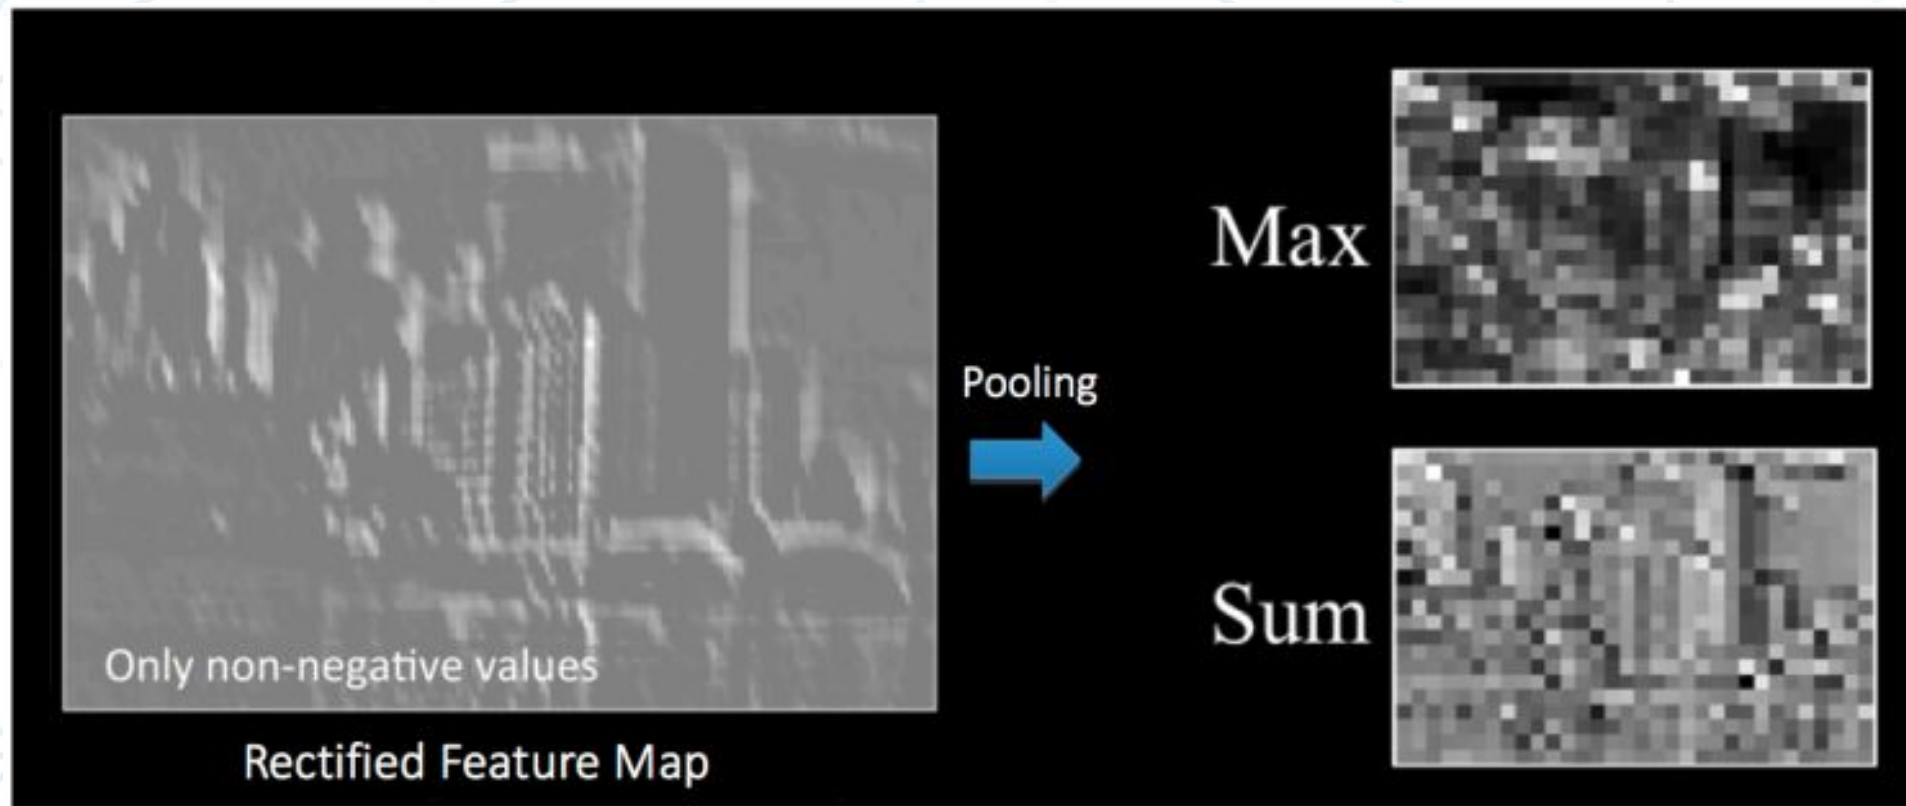 Only non-negative values
Rectified Feature Map
Pooling
Max
Sum